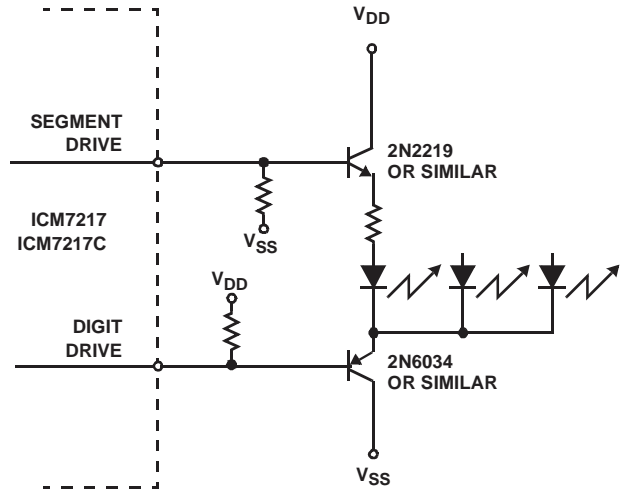 VDD
SEGMENT
DRIVE
2N2219
OR SIMILAR
ICM7217
ICM7217C
VSS
VDD
DIGIT
DRIVE
2N6034
OR SIMILAR
VSS